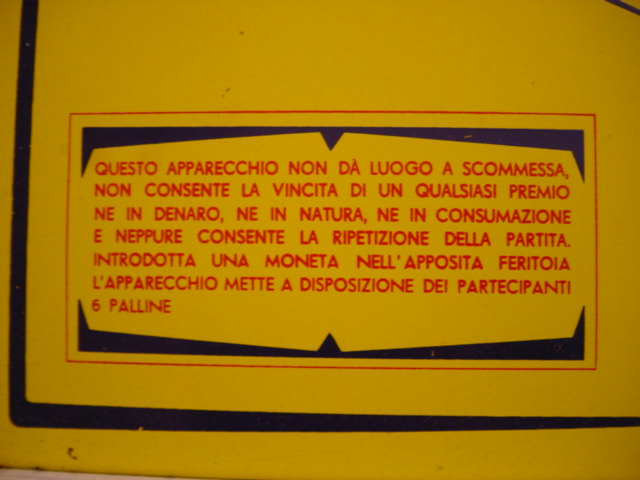 QUESTO APPARECCHIO NON DÀ LUOGO A SCOMMESSA,
NON CONSENTE LA VINCITA DI UN QUALSIASI PREMIO
NE IN DENARO, NE IN NATURA, NE IN CONSUMAZIONE
E NEPPURE CONSENTE LA RIPETIZIONE DELLA PARTITA.
INTRODOTTA UNA MONETA NELL'APPOSITA FERITOIA
L'APPARECCHIO METTE A DISPOSIZIONE DEI PARTECIPANTI
6 PALLINE